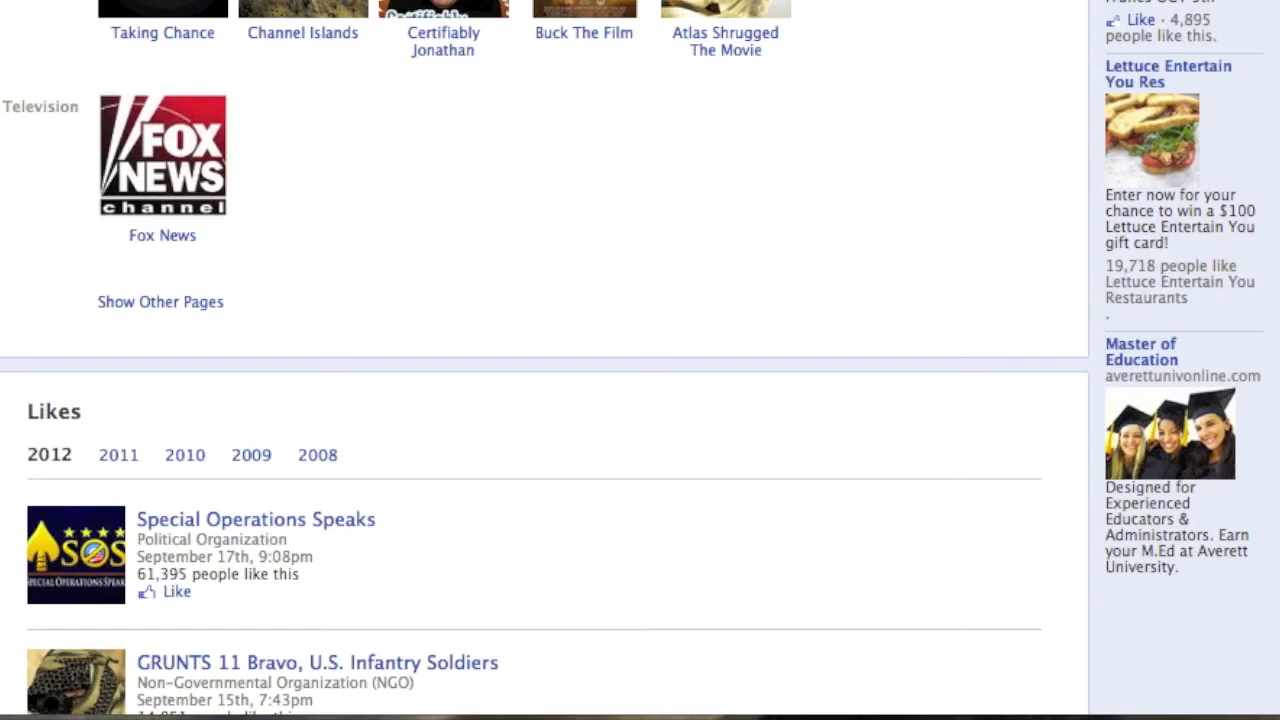 Certifiably
Taking Chance
Channel Islands
Certifiably
Jonathan
Buck The Film
Atlas Shrugged
The Movie
Television
FOX
NEWS
channel
Fox News
Show Other Pages
Likes
2012 2011 2010 2009 2008
SOS
SPECIAL OPERATIONS SPEAK
Special Operations Speaks
Political Organization
September 17th, 9:08pm
61,395 people like this
Like
GRUNTS 11 Bravo, U.S. Infantry Soldiers
Non-Governmental Organization (NGO)
September 15th, 7:43pm
Like · 4,895
people like this.
Lettuce Entertain
You Res
Enter now for your
chance to win a $100
Lettuce Entertain You
gift card!
19,718 people like
Lettuce Entertain You
Restaurants
.
Master of
Education
averettunivonline.com
Designed for
Experienced
Educators &
Administrators. Earn
your M.Ed at Averett
University.